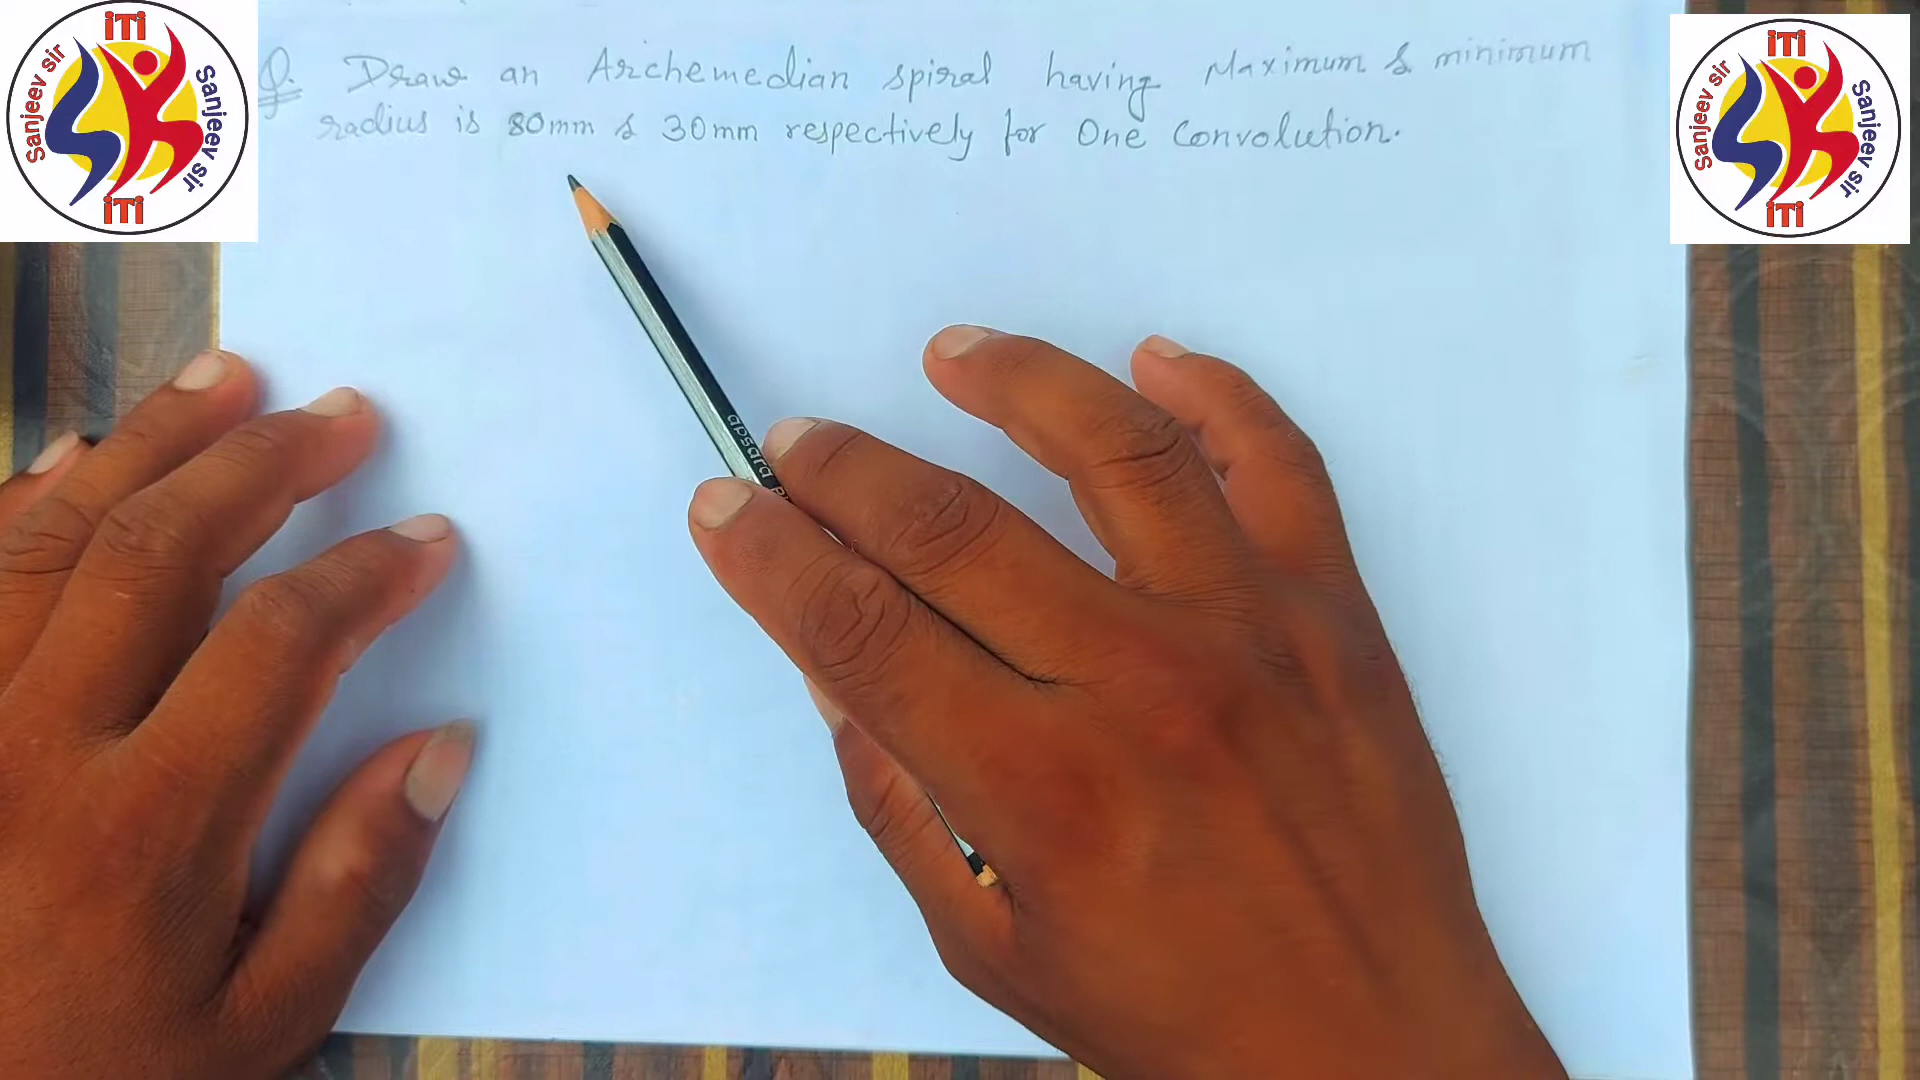 iTi
Sanjeev sir
Sanjeev sir
iTi
Q. Draw an Archemedian spiral having Maximum & minimum
radius is 80mm & 30mm respectively for One Convolution.
iTi
Sanjeev sir
Sanjeev sir
iTi
apsara